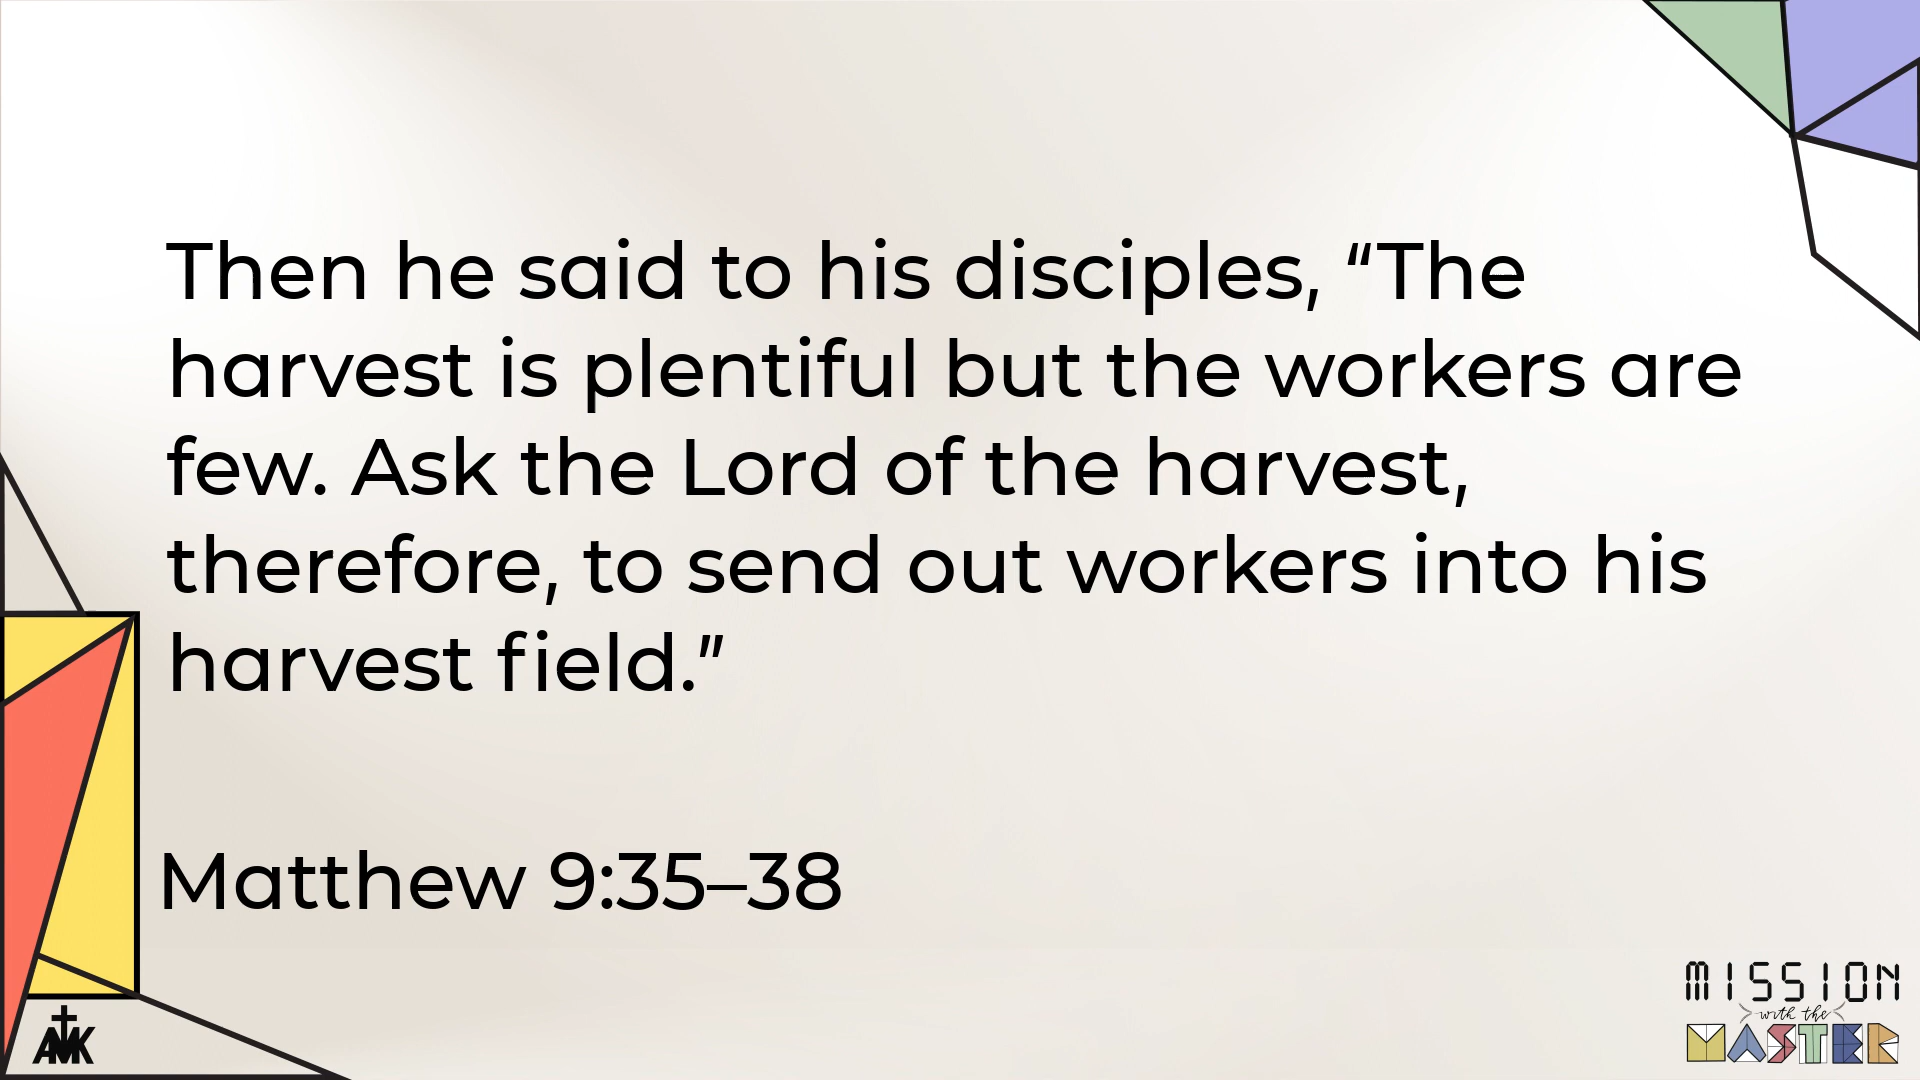 Then he said to his disciples, “The
harvest is plentiful but the workers are
few. Ask the Lord of the harvest,
therefore, to send out workers into his
harvest field.”
Matthew 9:35–38
AMK
MISSION
with the
MASTER